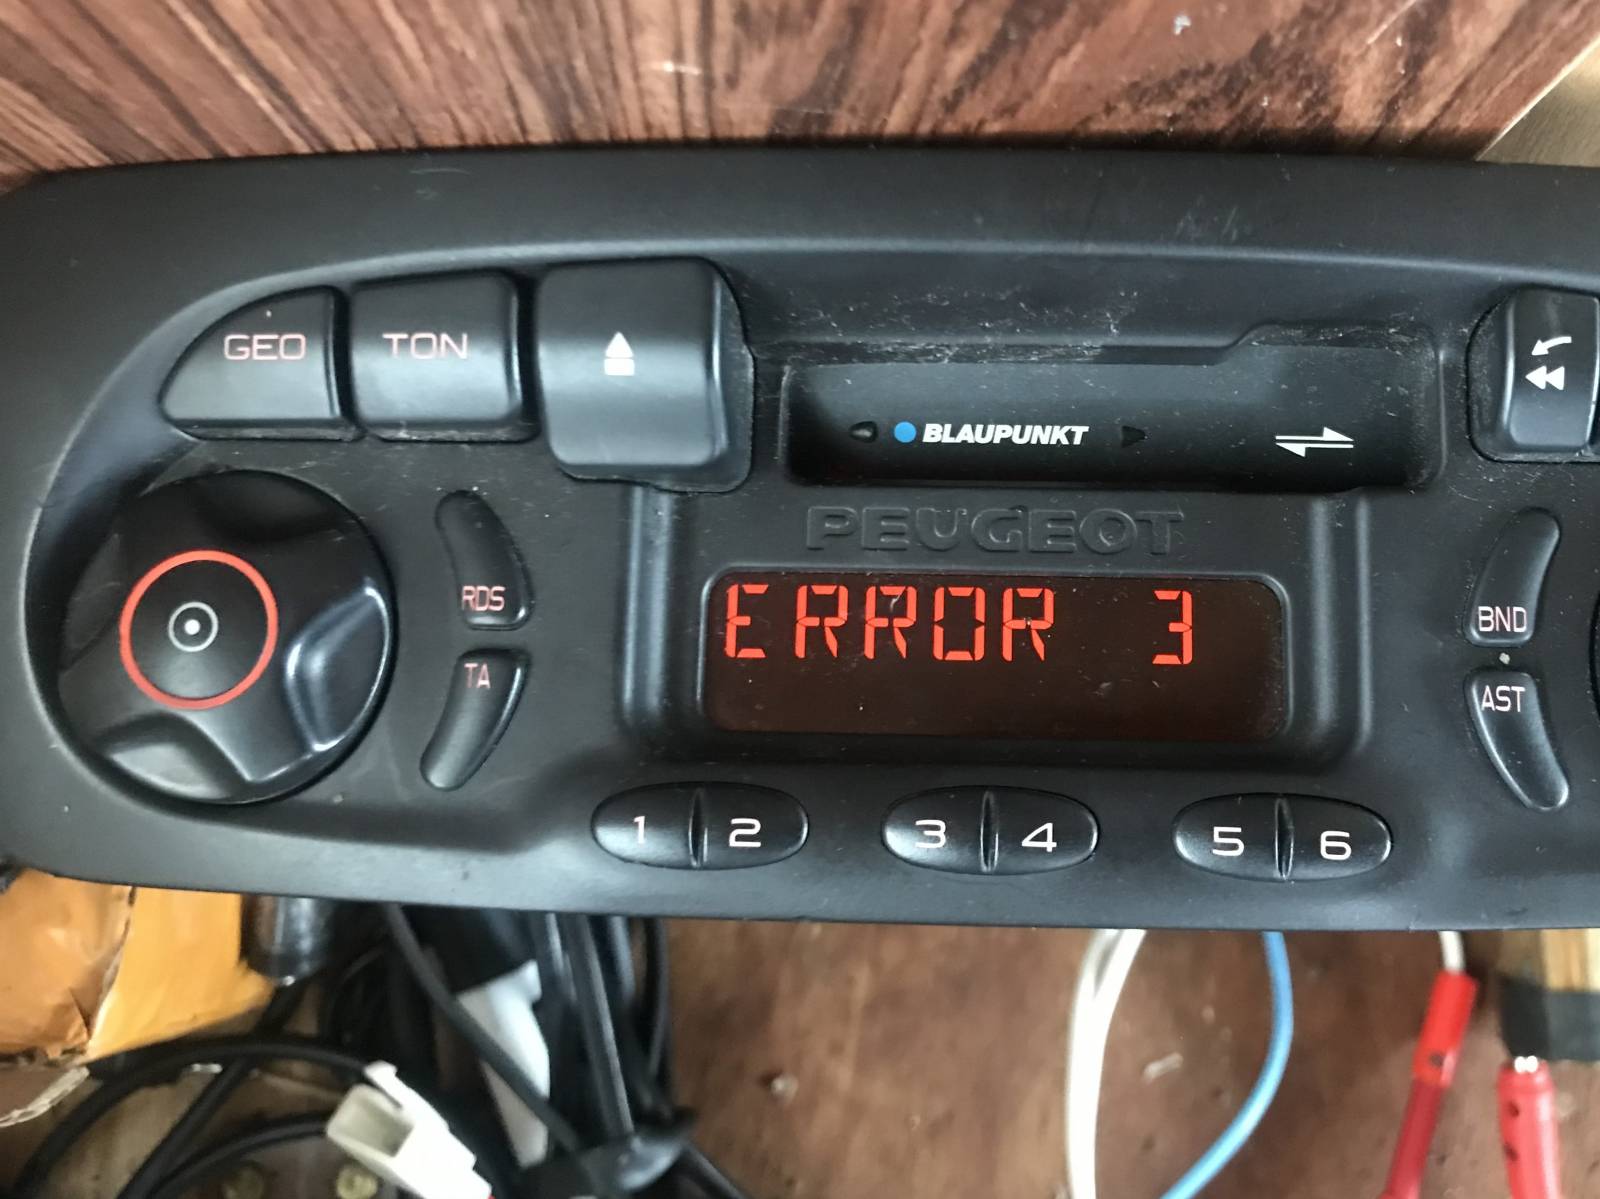 GEO TON
BLAUPUNKT
PEUGEOT
RDS
TA
ERROR 3
BND
AST
1 2 3 4 5 6